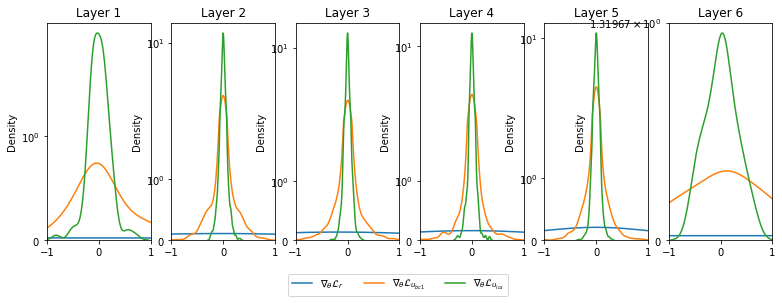 Layer 1
Layer 2
Layer 3
Layer 4
Layer 5
Layer 6
Density
10⁰
0
−1
0
1
Density
10¹
10⁰
0
−1
0
1
Density
10¹
10⁰
0
−1
0
1
Density
10¹
10⁰
0
−1
0
1
Density
10¹
10⁰
0
−1
0
1
Density
1.31967 × 10⁰
0
−1
0
1
∇θℒr
∇θℒu_bc1
∇θℒu_ics